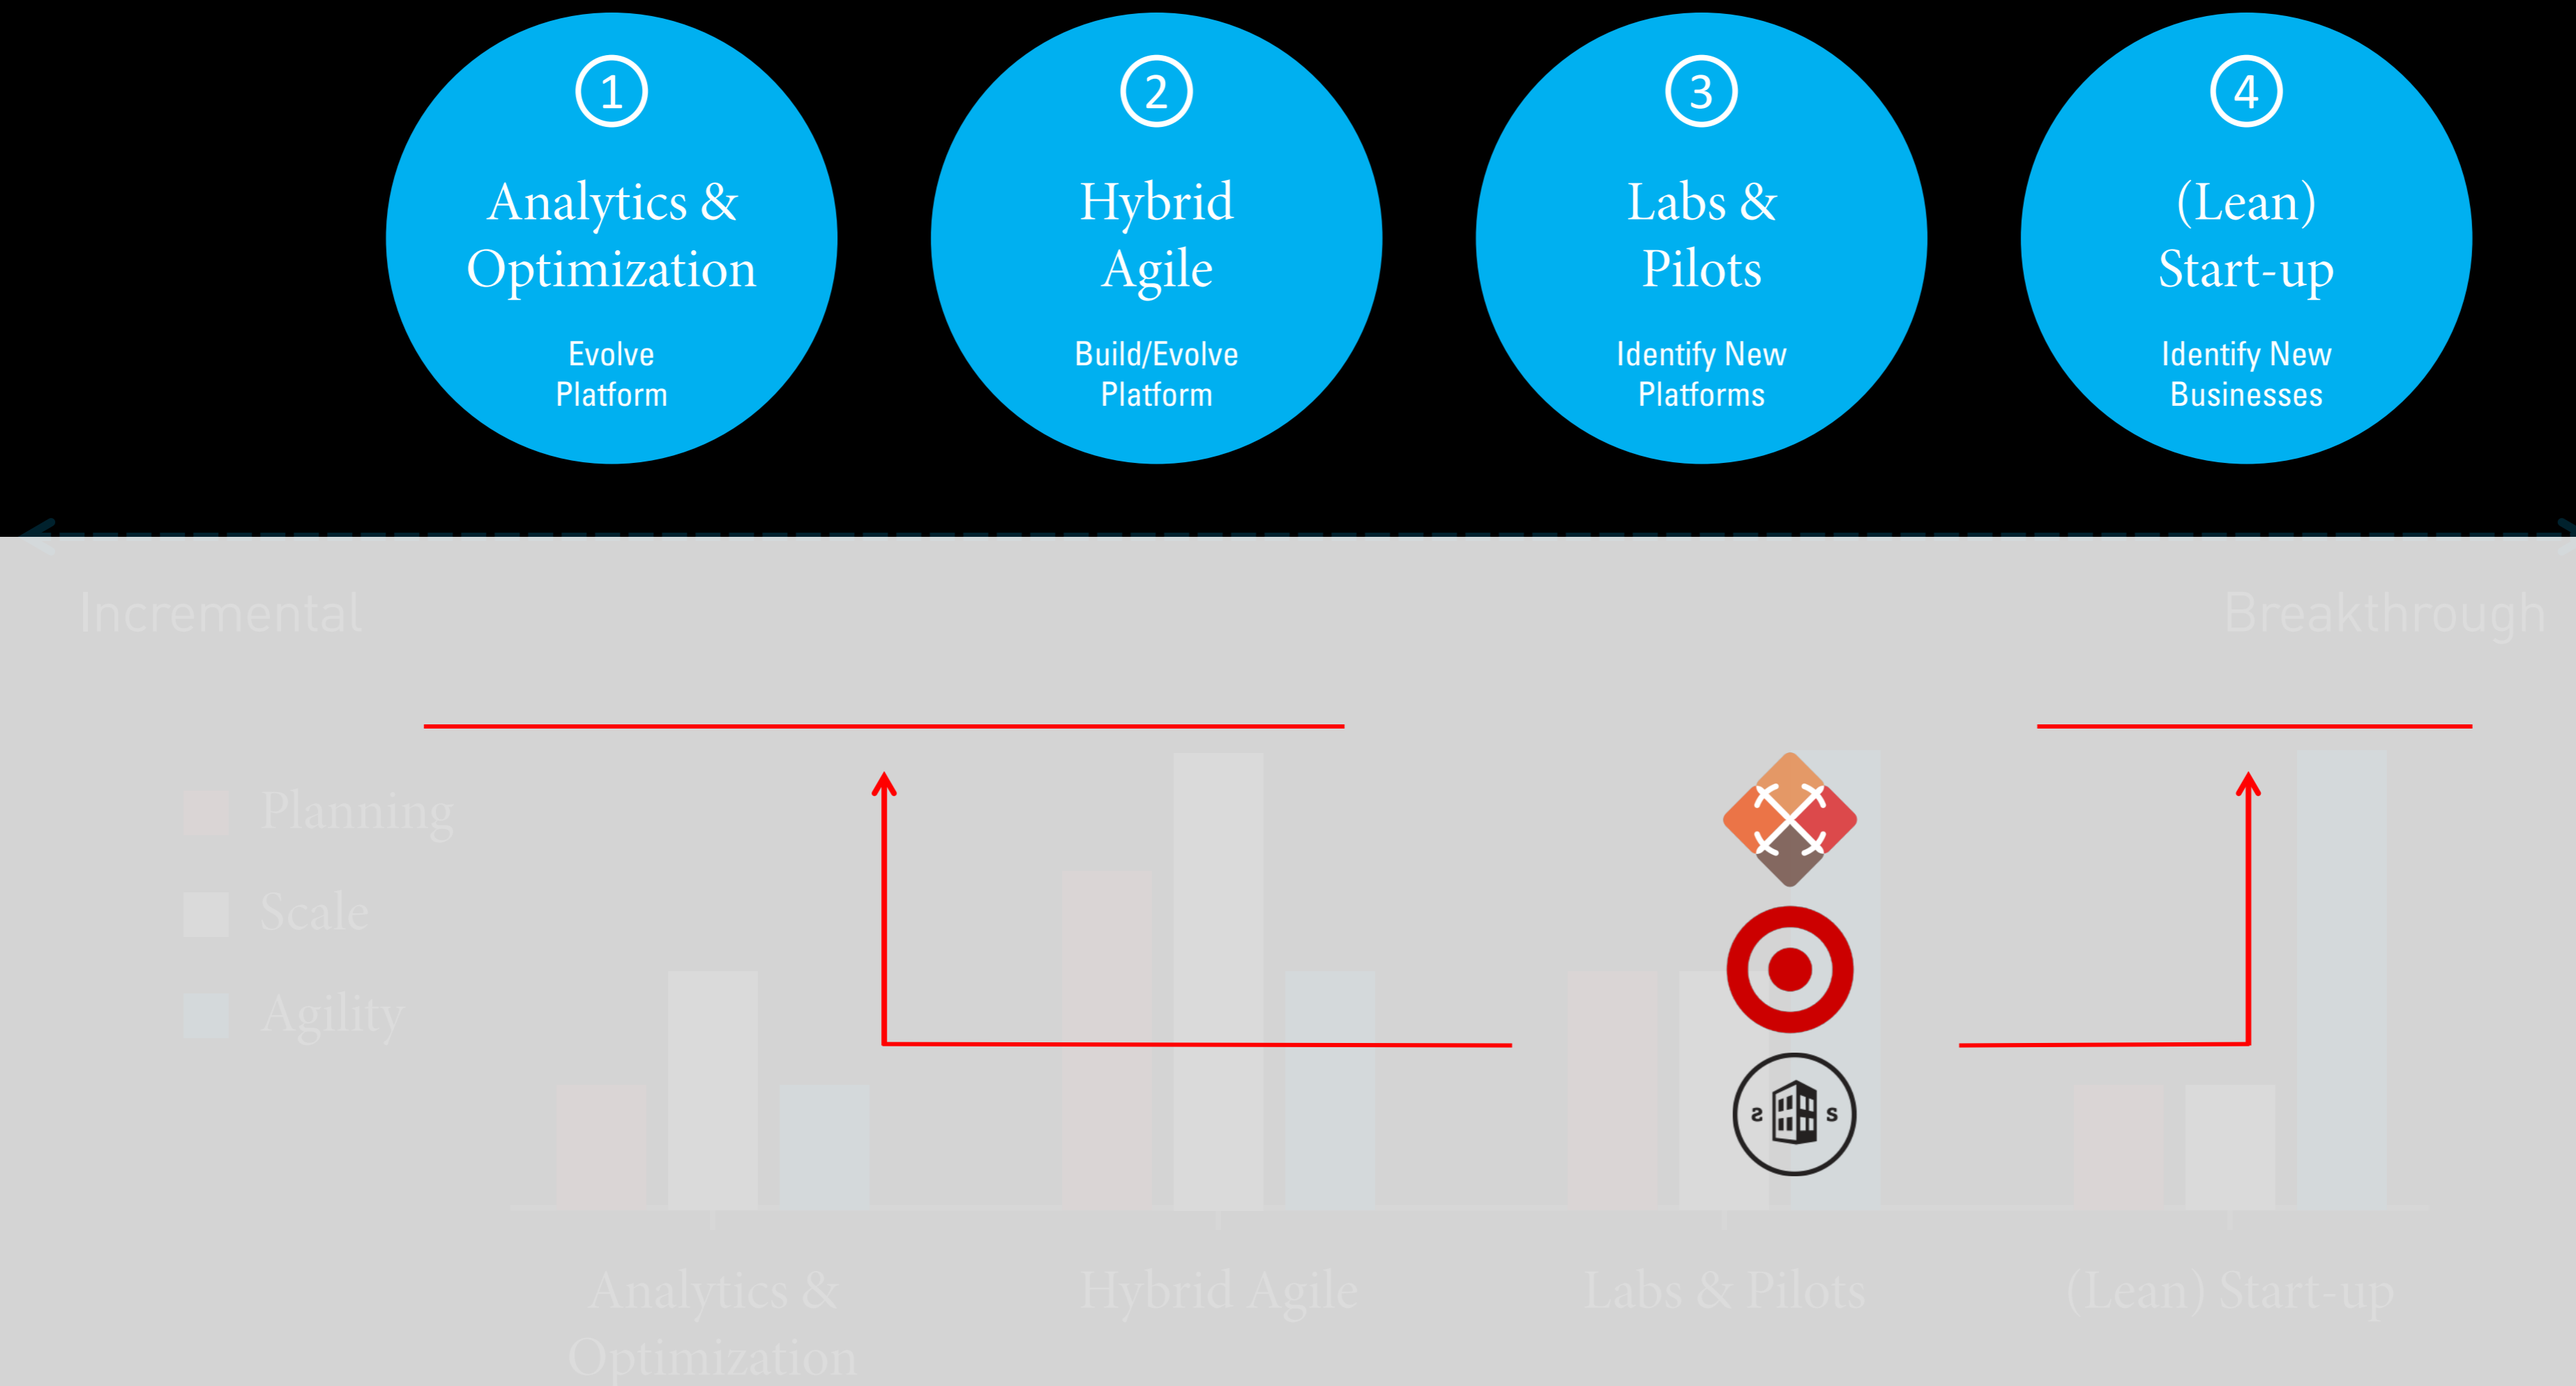 1
Analytics &
Optimization
Evolve
Platform
2
Hybrid
Agile
Build/Evolve
Platform
3
Labs &
Pilots
Identify New
Platforms
4
(Lean)
Start-up
Identify New
Businesses
Incremental
Breakthrough
Planning
Scale
Agility
2 S
Analytics &
Optimization
Hybrid Agile
Labs & Pilots
(Lean) Start-up